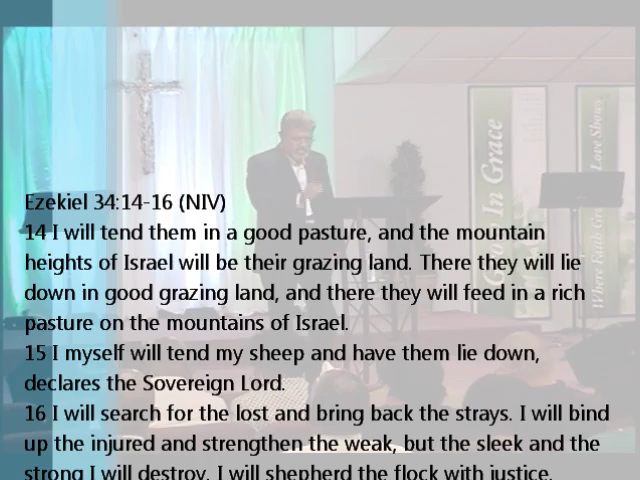 Ezekiel 34:14-16 (NIV)
14 I will tend them in a good pasture, and the mountain
heights of Israel will be their grazing land. There they will lie
down in good grazing land, and there they will feed in a rich
pasture on the mountains of Israel.
15 I myself will tend my sheep and have them lie down,
declares the Sovereign Lord.
16 I will search for the lost and bring back the strays. I will bind
up the injured and strengthen the weak, but the sleek and the
strong I will destroy. I will shepherd the flock with justice.
In Grace
Where Faith
Love Shows